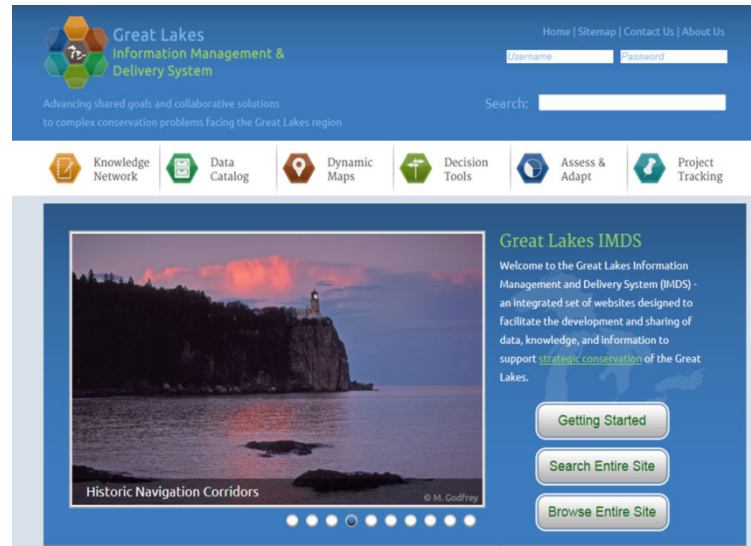 Great Lakes
Information Management &
Delivery System
Home | Sitemap | Contact Us | About Us
Username
Password
Advancing shared goals and collaborative solutions
to complex conservation problems facing the Great Lakes region
Search:
Knowledge
Network
Data
Catalog
Dynamic
Maps
Decision
Tools
Assess &
Adapt
Project
Tracking
Great Lakes IMDS
Welcome to the Great Lakes Information
Management and Delivery System (IMDS) -
an integrated set of websites designed to
facilitate the development and sharing of
data, knowledge, and information to
support strategic conservation of the Great
Lakes.
Getting Started
Search Entire Site
Browse Entire Site
Historic Navigation Corridors
© M. Godfrey